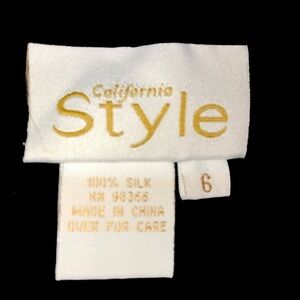 California
Style
6
100% SILK
RN 98366
MADE IN CHINA
OVER FOR CARE